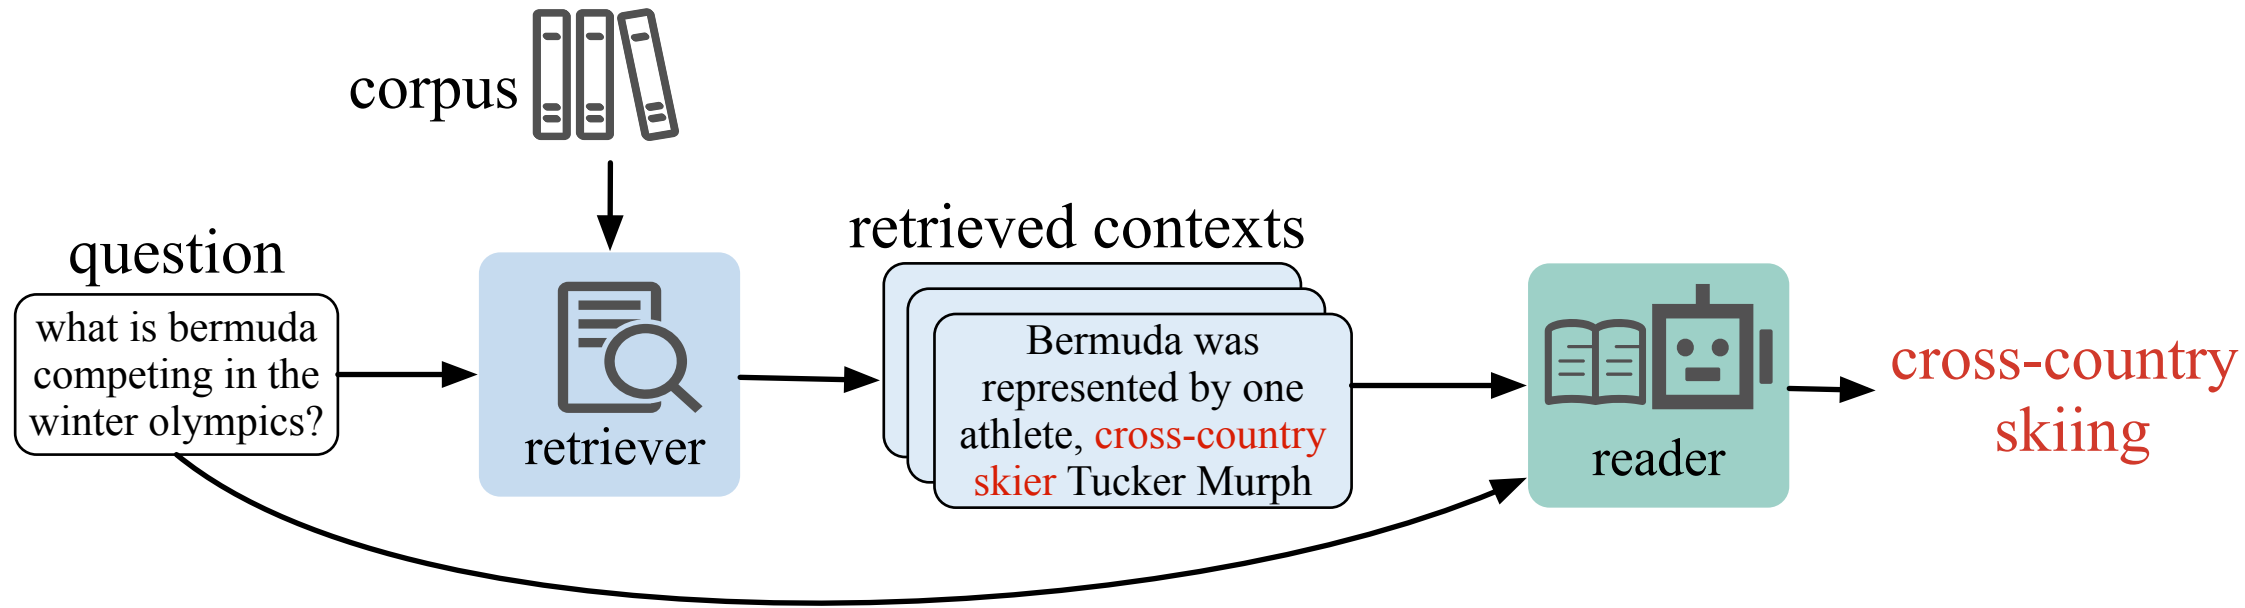 corpus
question
what is bermuda
competing in the
winter olympics?
retriever
retrieved contexts
Bermuda was
represented by one
athlete, cross-country
skier Tucker Murph
reader
cross-country
skiing